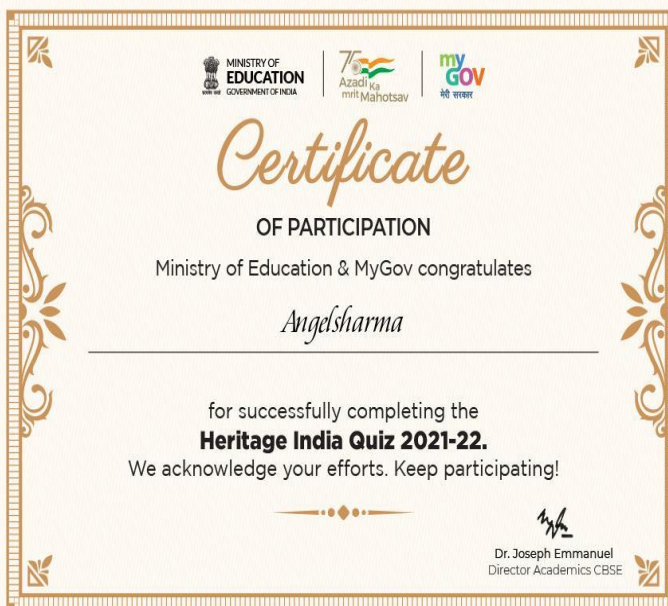 MINISTRY OF
EDUCATION
GOVERNMENT OF INDIA
75
Azadi Ka
mrit Mahotsav
my
GOV
मेरी सरकार
Certificate
OF PARTICIPATION
Ministry of Education & MyGov congratulates
Angelsharma
for successfully completing the
Heritage India Quiz 2021-22.
We acknowledge your efforts. Keep participating!
Dr. Joseph Emmanuel
Director Academics CBSE